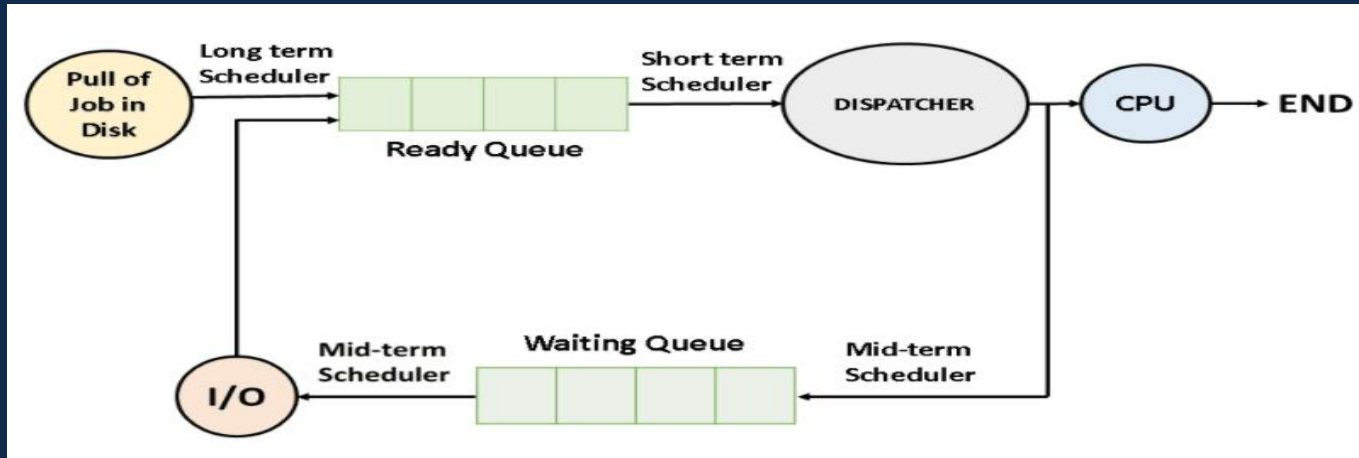 Pull of
Job in
Disk
Long term
Scheduler
Ready Queue
Short term
Scheduler
DISPATCHER
CPU
END
I/O
Mid-term
Scheduler
Waiting Queue
Mid-term
Scheduler